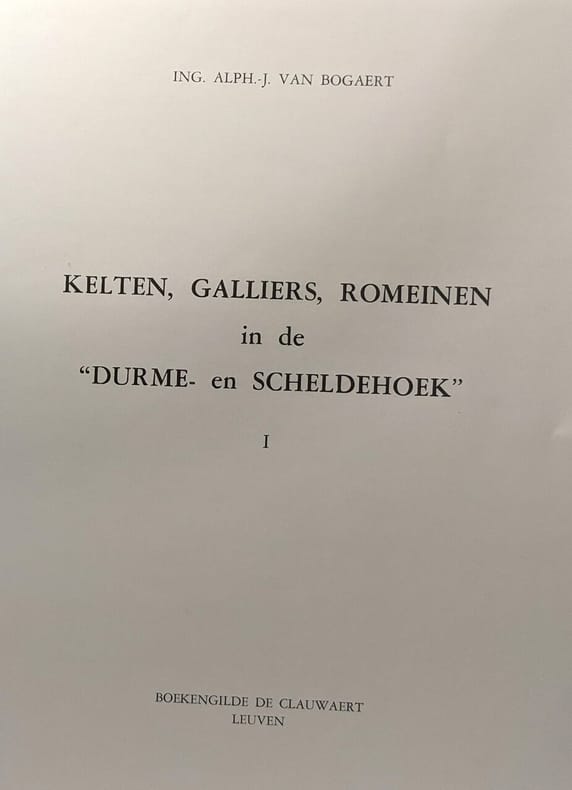 ING. ALPH.-J. VAN BOGAERT
KELTEN, GALLIERS, ROMEINEN
in de
“DURME- en SCHELDEHOEK”
I
BOEKENGILDE DE CLAUWAERT
LEUVEN